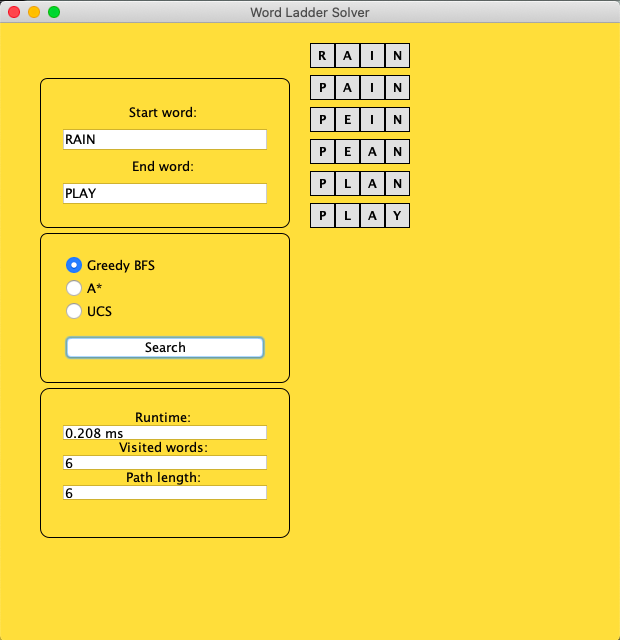 Word Ladder Solver
Start word:
RAIN
End word:
PLAY
Greedy BFS
A*
UCS
Search
Runtime:
0.208 ms
Visited words:
6
Path length:
6
R A I N
P A I N
P E I N
P E A N
P L A N
P L A Y